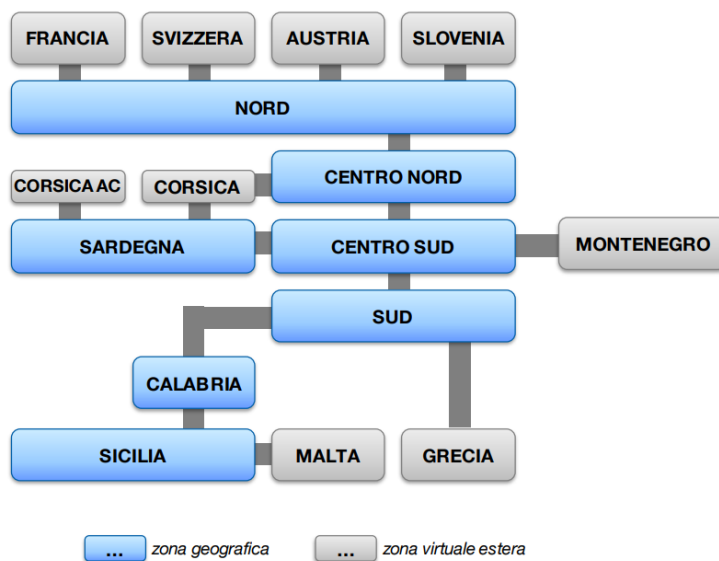 FRANCIA
SVIZZERA
AUSTRIA
SLOVENIA
NORD
CENTRO NORD
CORSICA AC
CORSICA
SARDEGNA
CENTRO SUD
MONTENEGRO
SUD
CALABRIA
SICILIA
MALTA
GRECIA
... zona geografica
... zona virtuale estera